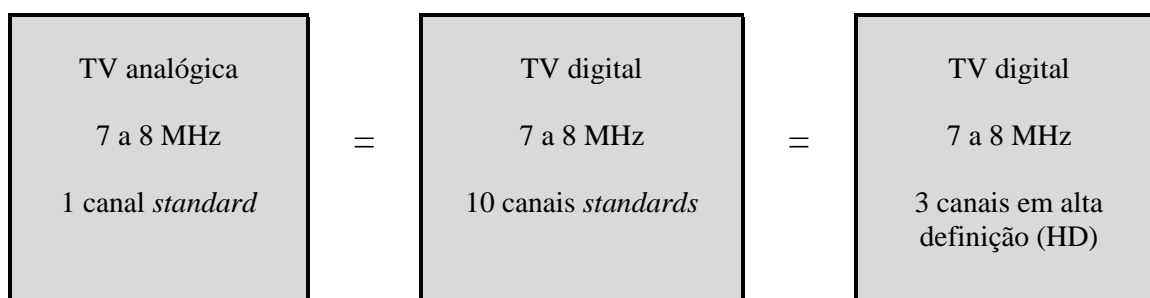 TV analógica
7 a 8 MHz
1 canal standard
=
TV digital
7 a 8 MHz
10 canais standards
=
TV digital
7 a 8 MHz
3 canais em alta
definição (HD)